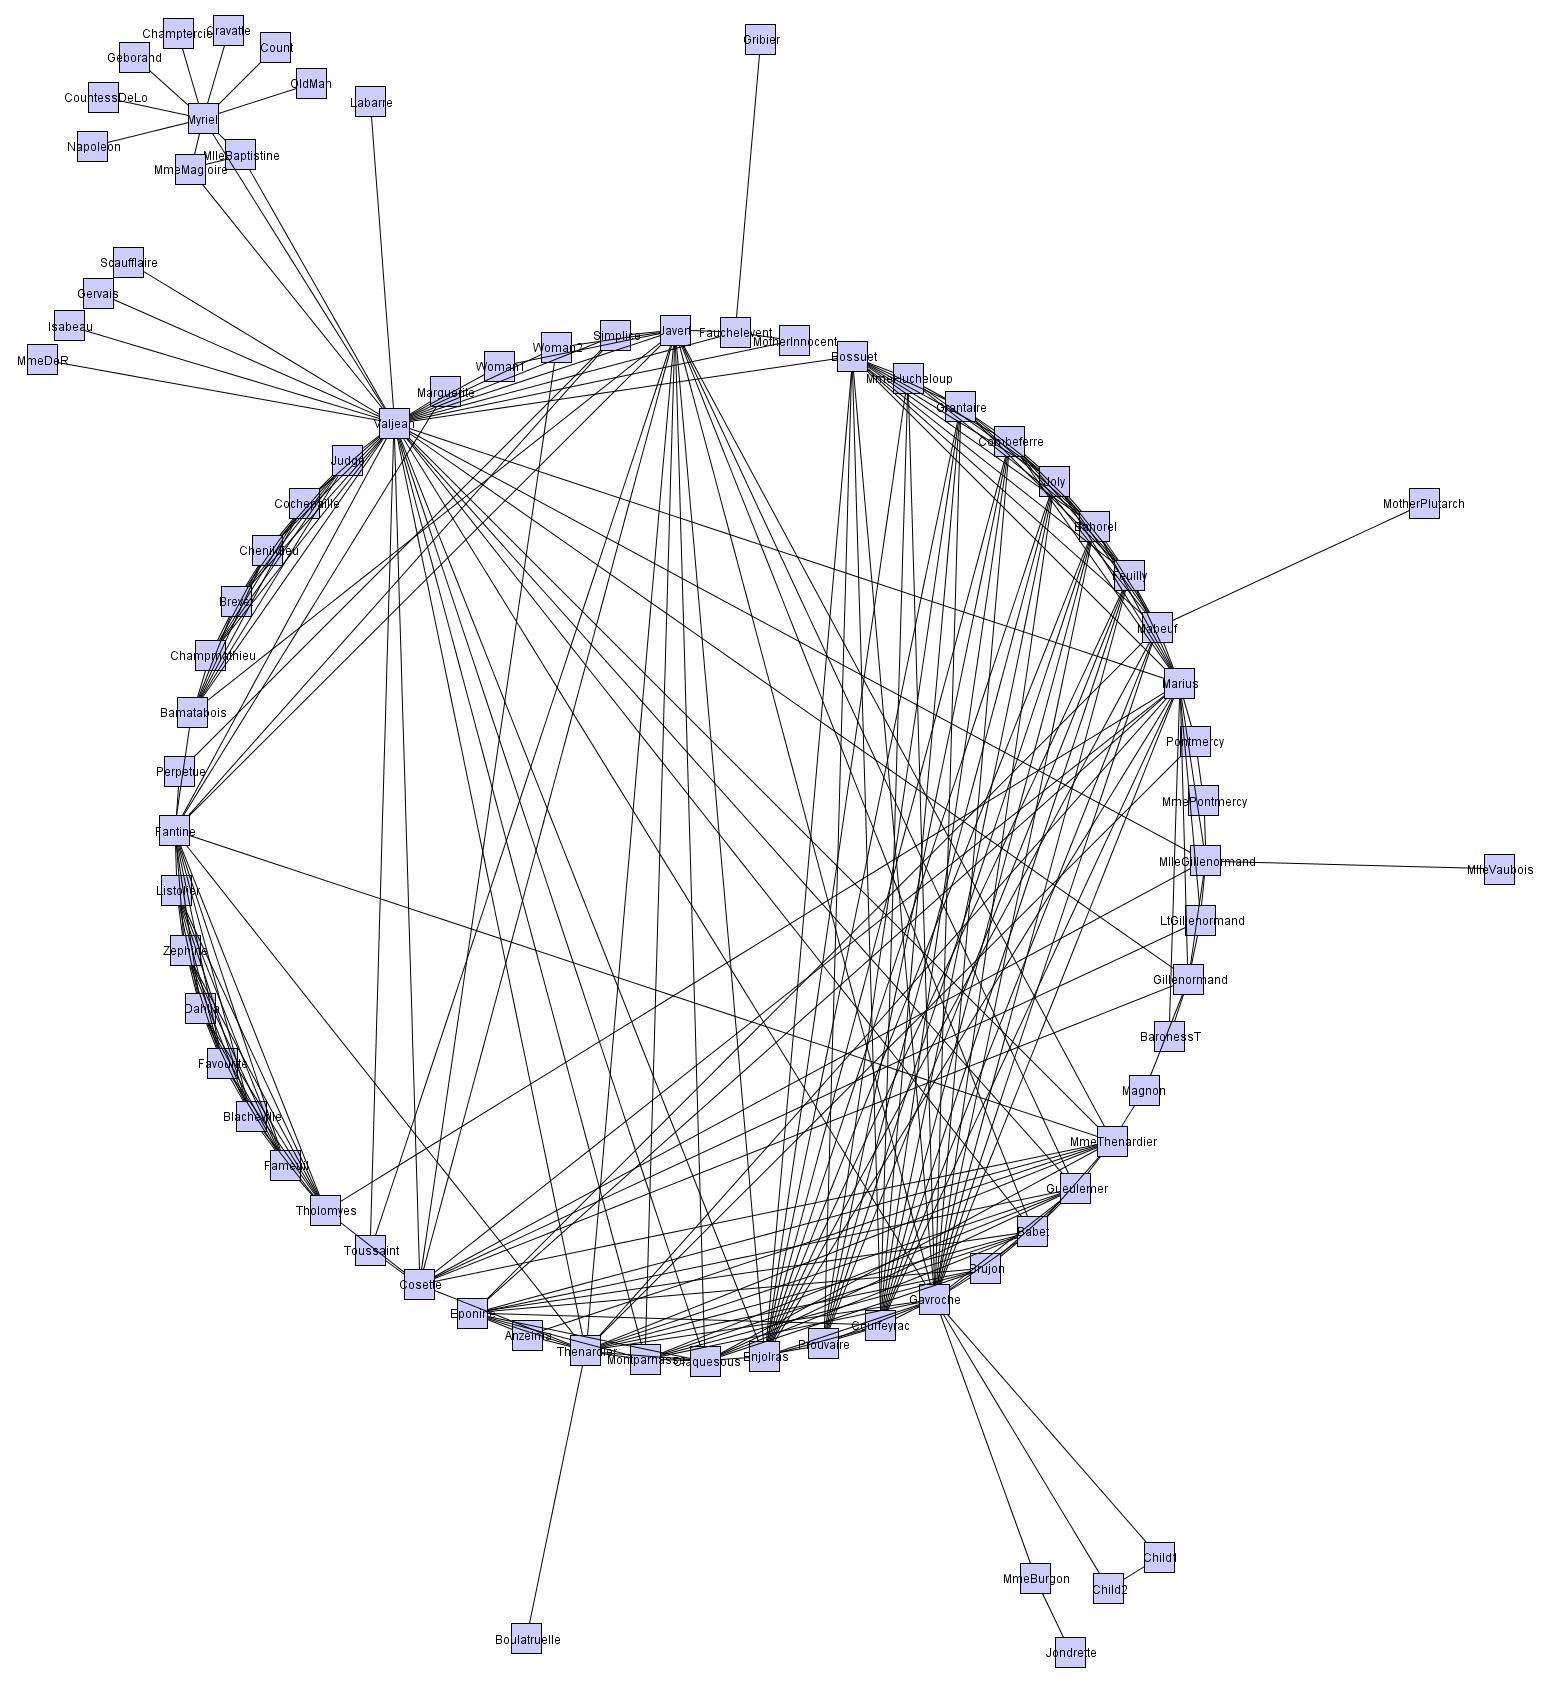 Champtercie
Cravatte
Geborand
Count
OldMan
CountessDeLo
Myriel
Napoleon
MmeMagloire
MlleBaptistine
Labarre
Gribier
Scaufflaire
Gervais
Isabeau
MmeDeR
Simplice
Javert
Fauchelevent
MotherInnocent
Woman2
Woman1
Marguerite
Valjean
Bossuet
MmeHucheloup
Grantaire
Combeferre
Joly
Bahorel
Feuilly
Mabeuf
MotherPlutarch
Marius
Judge
Cochepaille
Chenildieu
Brevet
Champmathieu
Bamatabois
Perpetue
Fantine
Pontmercy
MmePontmercy
MlleGillenormand
MlleVaubois
LtGillenormand
Gillenormand
BaronessT
Magnon
MmeThenardier
Gueulemer
Babet
Brujon
Gavroche
Listolier
Zephine
Dahlia
Favourite
Blacheville
Fameuil
Tholomyes
Toussaint
Cosette
Eponine
Anzelma
Thenardier
Montparnasse
Claquesous
Enjolras
Prouvaire
Courfeyrac
Child1
MmeBurgon
Child2
Boulatruelle
Jondrette